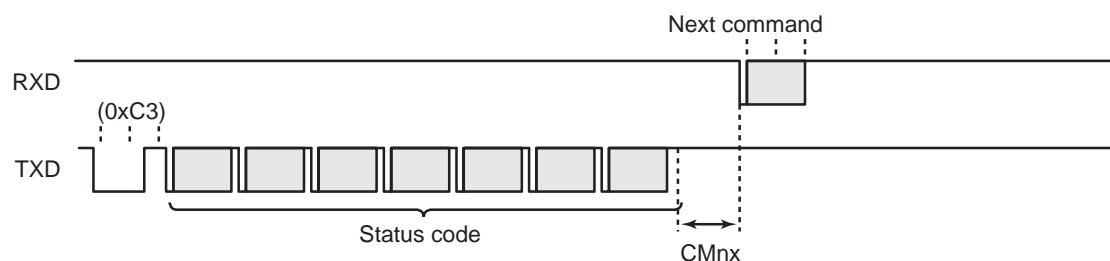 Next command
RXD
(0xC3)
TXD
Status code
CMnx